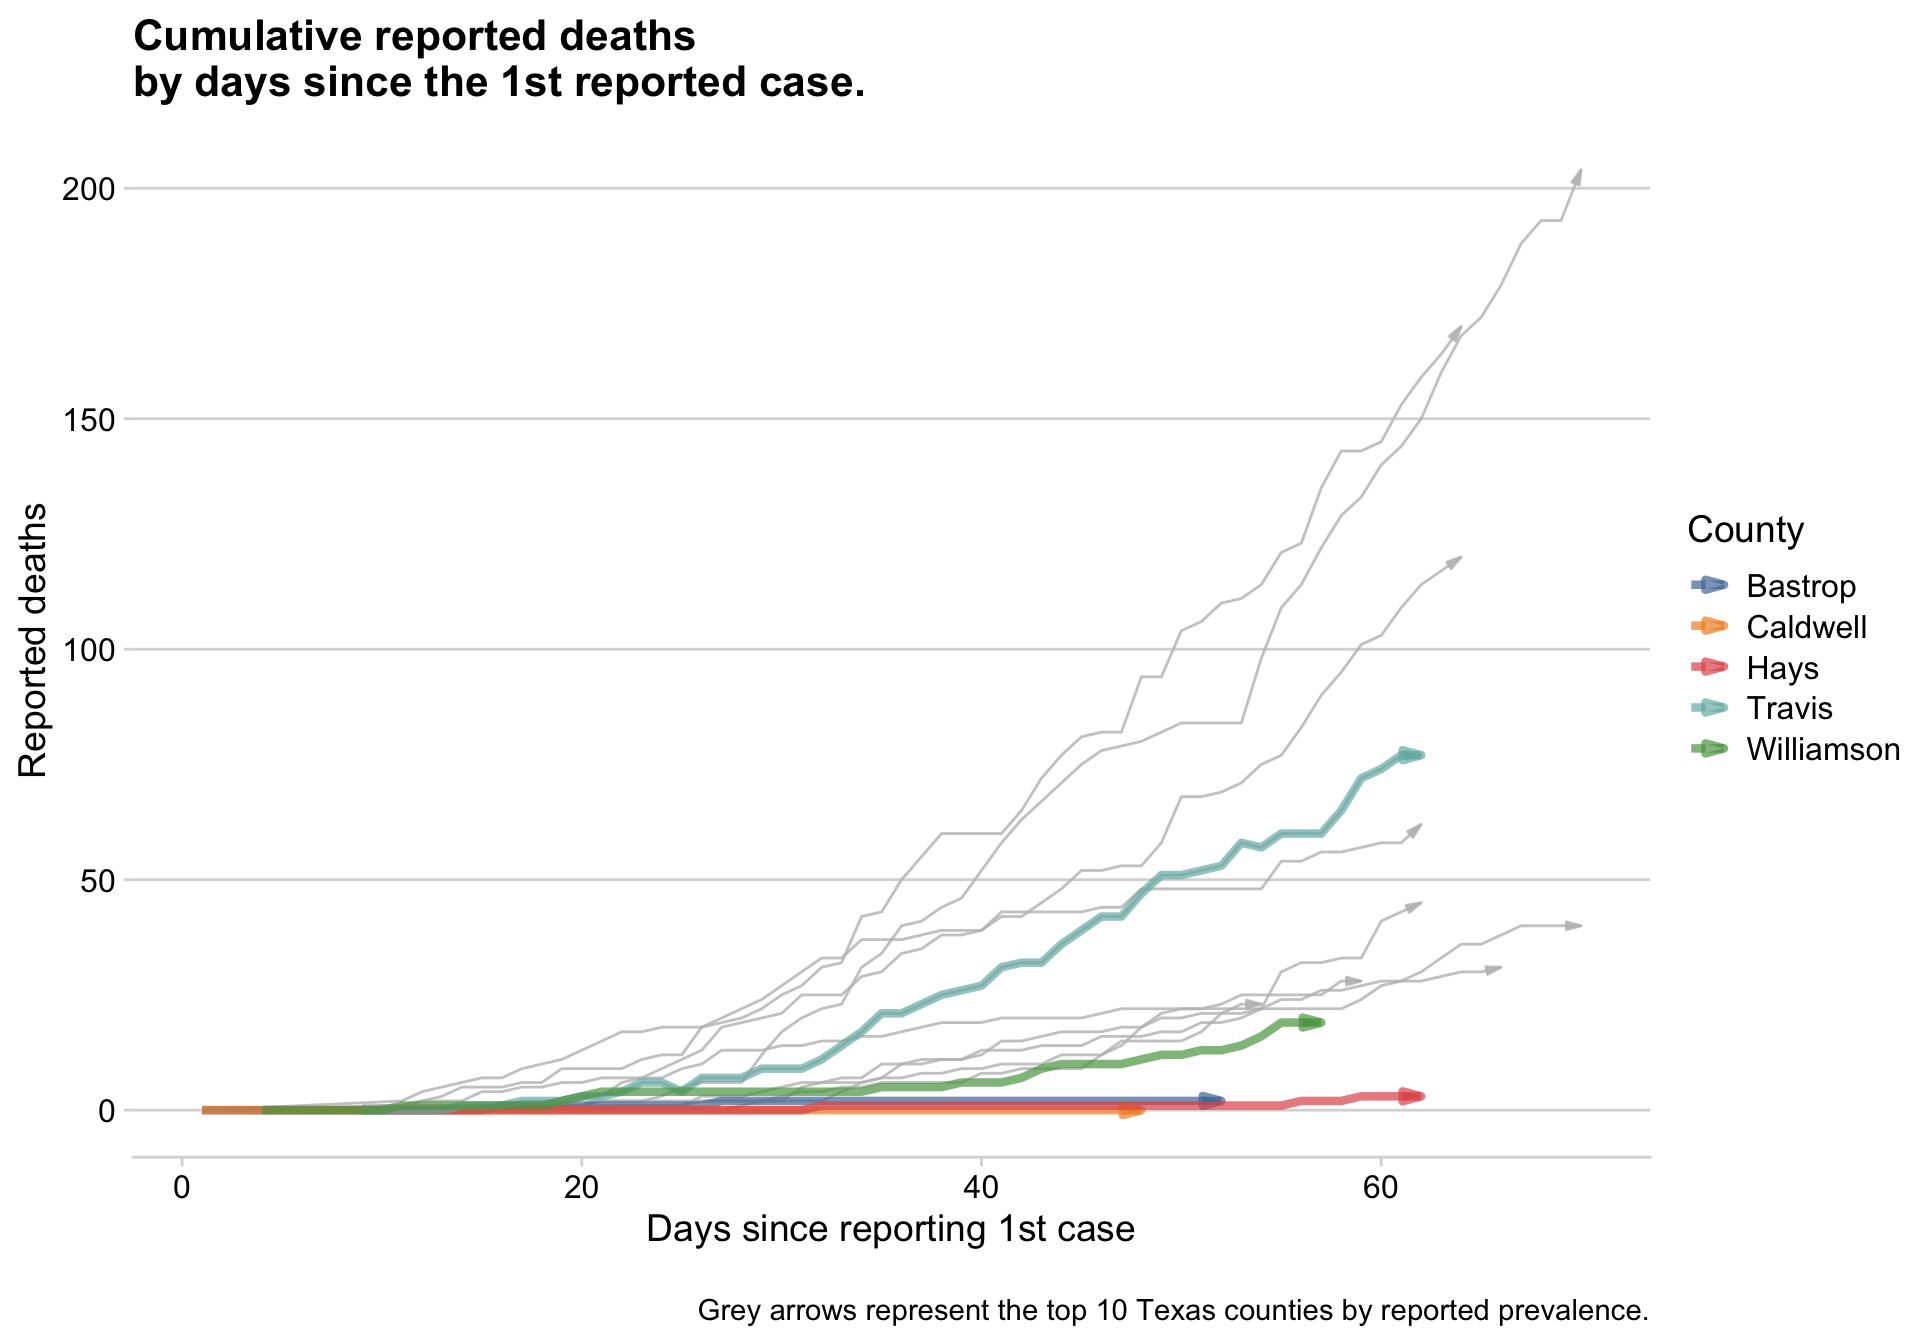 Cumulative reported deaths
by days since the 1st reported case.
200
150
100
50
0
Reported deaths
0 20 40 60
Days since reporting 1st case
County
Bastrop
Caldwell
Hays
Travis
Williamson
Grey arrows represent the top 10 Texas counties by reported prevalence.